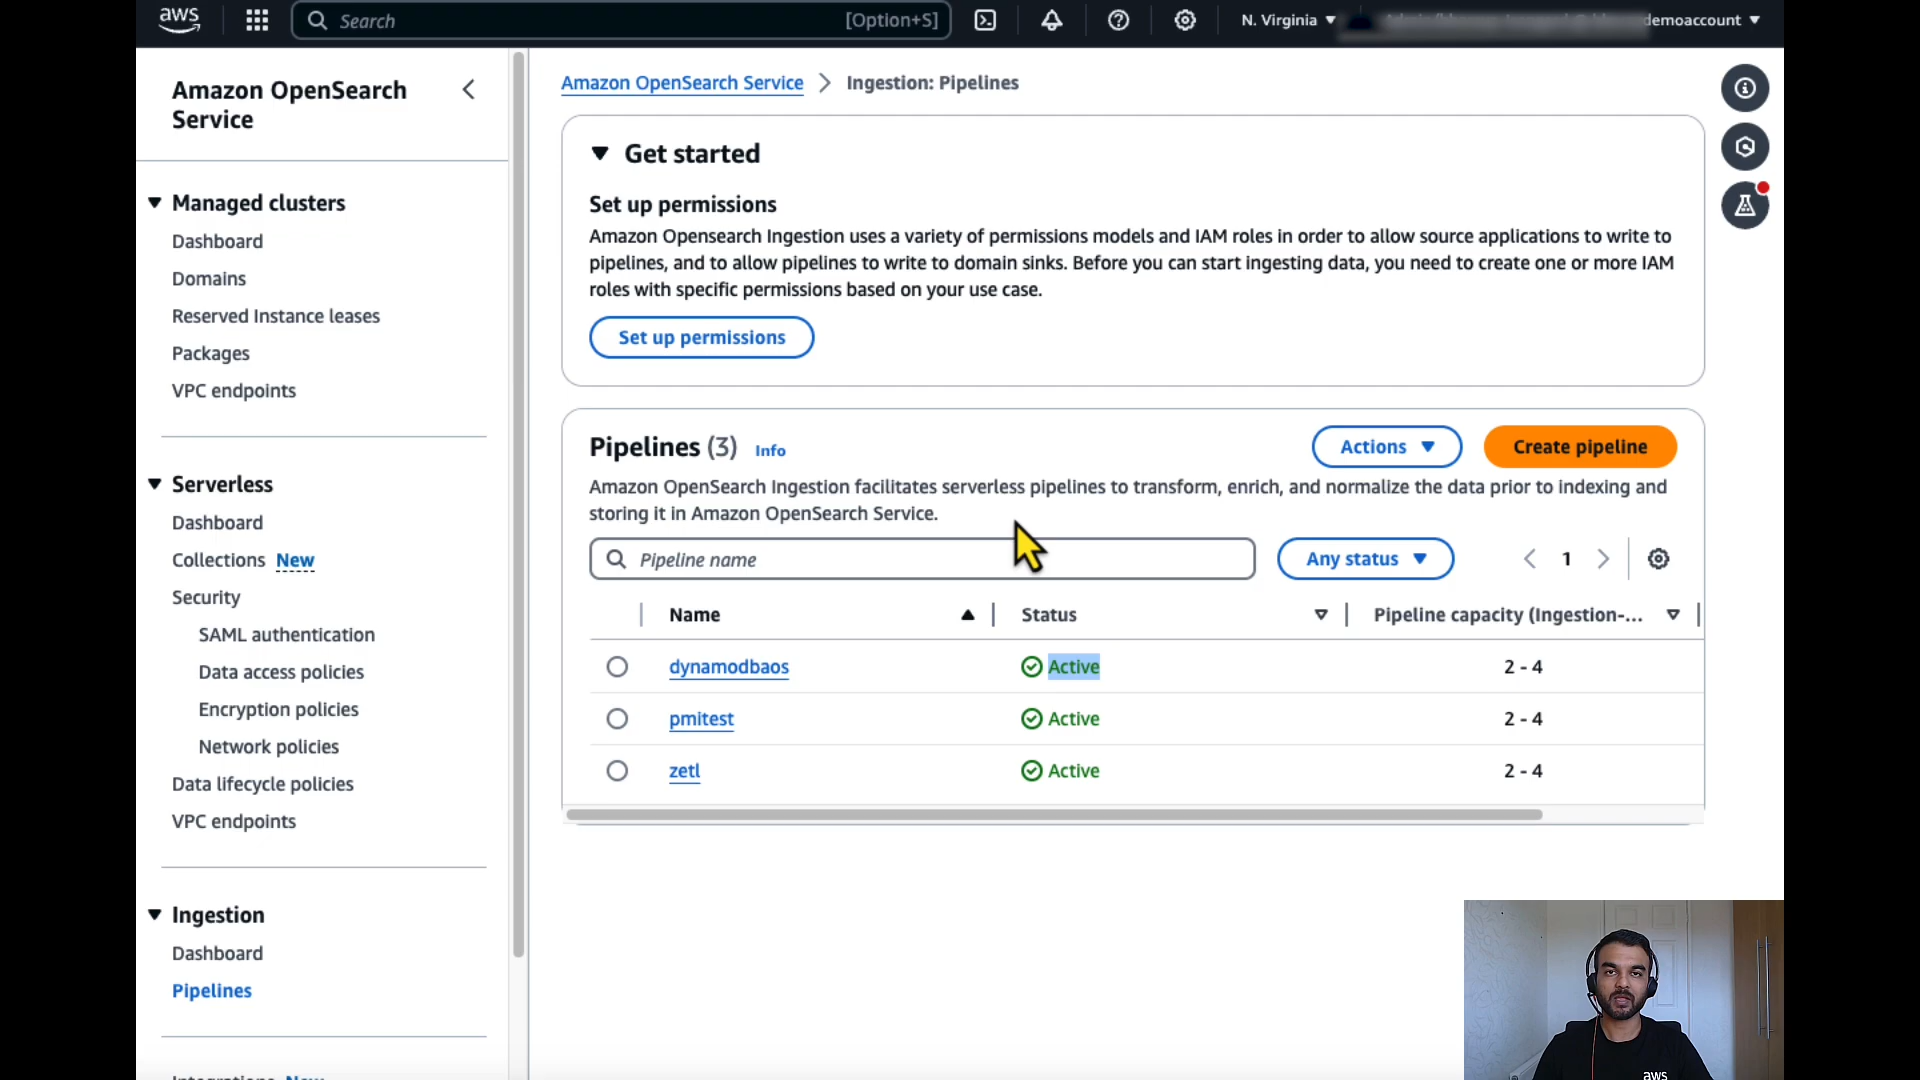 aws
Search
[Option+S]
N. Virginia
demoaccount
Amazon OpenSearch
Service
Managed clusters
Dashboard
Domains
Reserved Instance leases
Packages
VPC endpoints
Serverless
Dashboard
Collections New
Security
SAML authentication
Data access policies
Encryption policies
Network policies
Data lifecycle policies
VPC endpoints
Ingestion
Dashboard
Pipelines
Integrations New
Amazon OpenSearch Service
Ingestion: Pipelines
Get started
Set up permissions
Amazon Opensearch Ingestion uses a variety of permissions models and IAM roles in order to allow source applications to write to
pipelines, and to allow pipelines to write to domain sinks. Before you can start ingesting data, you need to create one or more IAM
roles with specific permissions based on your use case.
Set up permissions
Pipelines (3) Info
Actions
Create pipeline
Amazon OpenSearch Ingestion facilitates serverless pipelines to transform, enrich, and normalize the data prior to indexing and
storing it in Amazon OpenSearch Service.
Pipeline name
Any status
1
Name Status Pipeline capacity (Ingestion-...
dynamodbaos Active 2 - 4
pmitest Active 2 - 4
zetl Active 2 - 4
aws